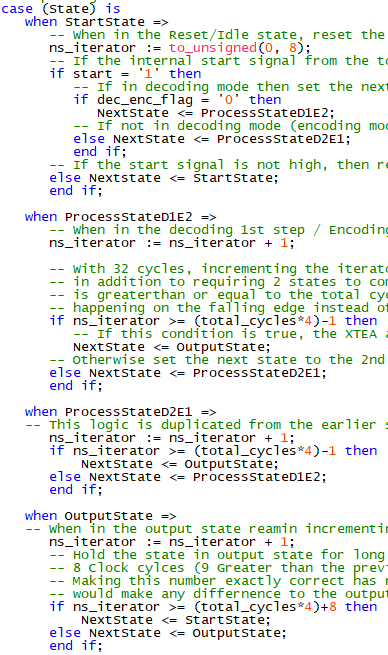 case (State) is
when StartState =>
-- When in the Reset/Idle state, reset the
ns_iterator := to_unsigned(0, 8);
-- If the internal start signal from the to
if start = '1' then
-- If in decoding mode then set the next
if dec_enc_flag = '0' then
NextState <= ProcessStateD1E2;
-- If not in decoding mode (encoding mod
else NextState <= ProcessStateD2E1;
end if;
-- If the start signal is not high, then re
else Nextstate <= StartState;
end if;
when ProcessStateD1E2 =>
-- When in the decoding 1st step / Encoding
ns_iterator := ns_iterator + 1;
-- With 32 cycles, incrementing the iterato
-- in addition to requiring 2 states to com
-- is greaterthan or equal to the total cyc
-- happening on the falling edge instead of
if ns_iterator >= (total_cycles*4)-1 then
-- If this condition is true, the XTEA a
NextState <= OutputState;
-- Otherwise set the next state to the 2nd
else NextState <= ProcessStateD2E1;
end if;
when ProcessStateD2E1 =>
-- This logic is duplicated from the earlier s
ns_iterator := ns_iterator + 1;
if ns_iterator >= (total_cycles*4)-1 then
NextState <= OutputState;
else NextState <= ProcessStateD1E2;
end if;
when OutputState =>
-- When in the output state reamin incrementin
ns_iterator := ns_iterator + 1;
-- Hold the state in output state for long
-- 8 Clock cylces (9 Greater than the previ
-- Making this number exactly correct has n
-- would make any differnence to the output
if ns_iterator >= (total_cycles*4)+8 then
NextState <= StartState;
else NextState <= OutputState;
end if;